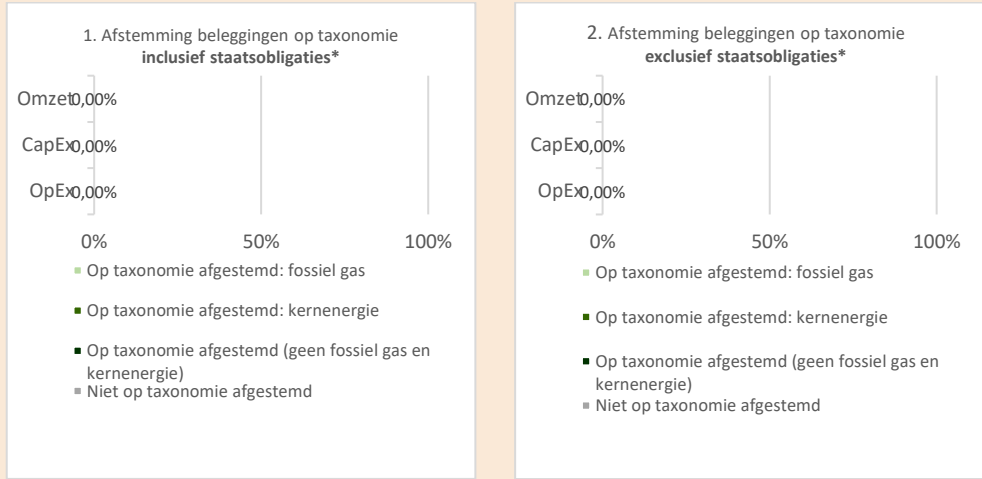 1. Afstemming beleggingen op taxonomie
inclusief staatsobligaties*
Omzet 0,00%
CapEx 0,00%
OpEx 0,00%
0% 50% 100%
Op taxonomie afgestemd: fossiel gas
Op taxonomie afgestemd: kernenergie
Op taxonomie afgestemd (geen fossiel gas en
kernenergie)
Niet op taxonomie afgestemd
2. Afstemming beleggingen op taxonomie
exclusief staatsobligaties*
Omzet 0,00%
CapEx 0,00%
OpEx 0,00%
0% 50% 100%
Op taxonomie afgestemd: fossiel gas
Op taxonomie afgestemd: kernenergie
Op taxonomie afgestemd (geen fossiel gas en
kernenergie)
Niet op taxonomie afgestemd